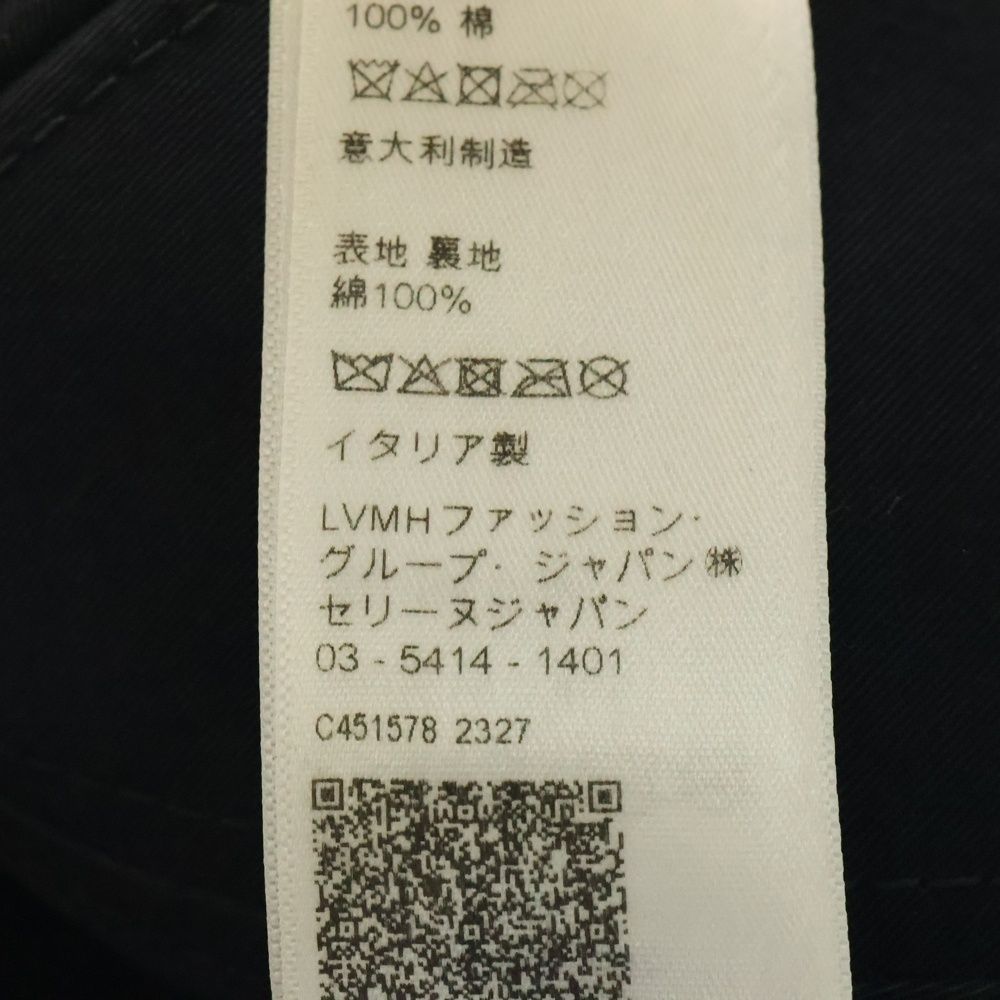 100% 棉
意大利制造
表地 裏地
綿100%
イタリア製
LVMHファッション・
グループ・ジャパン㈱
セリーヌジャパン
03 - 5414 - 1401
C451578 2327